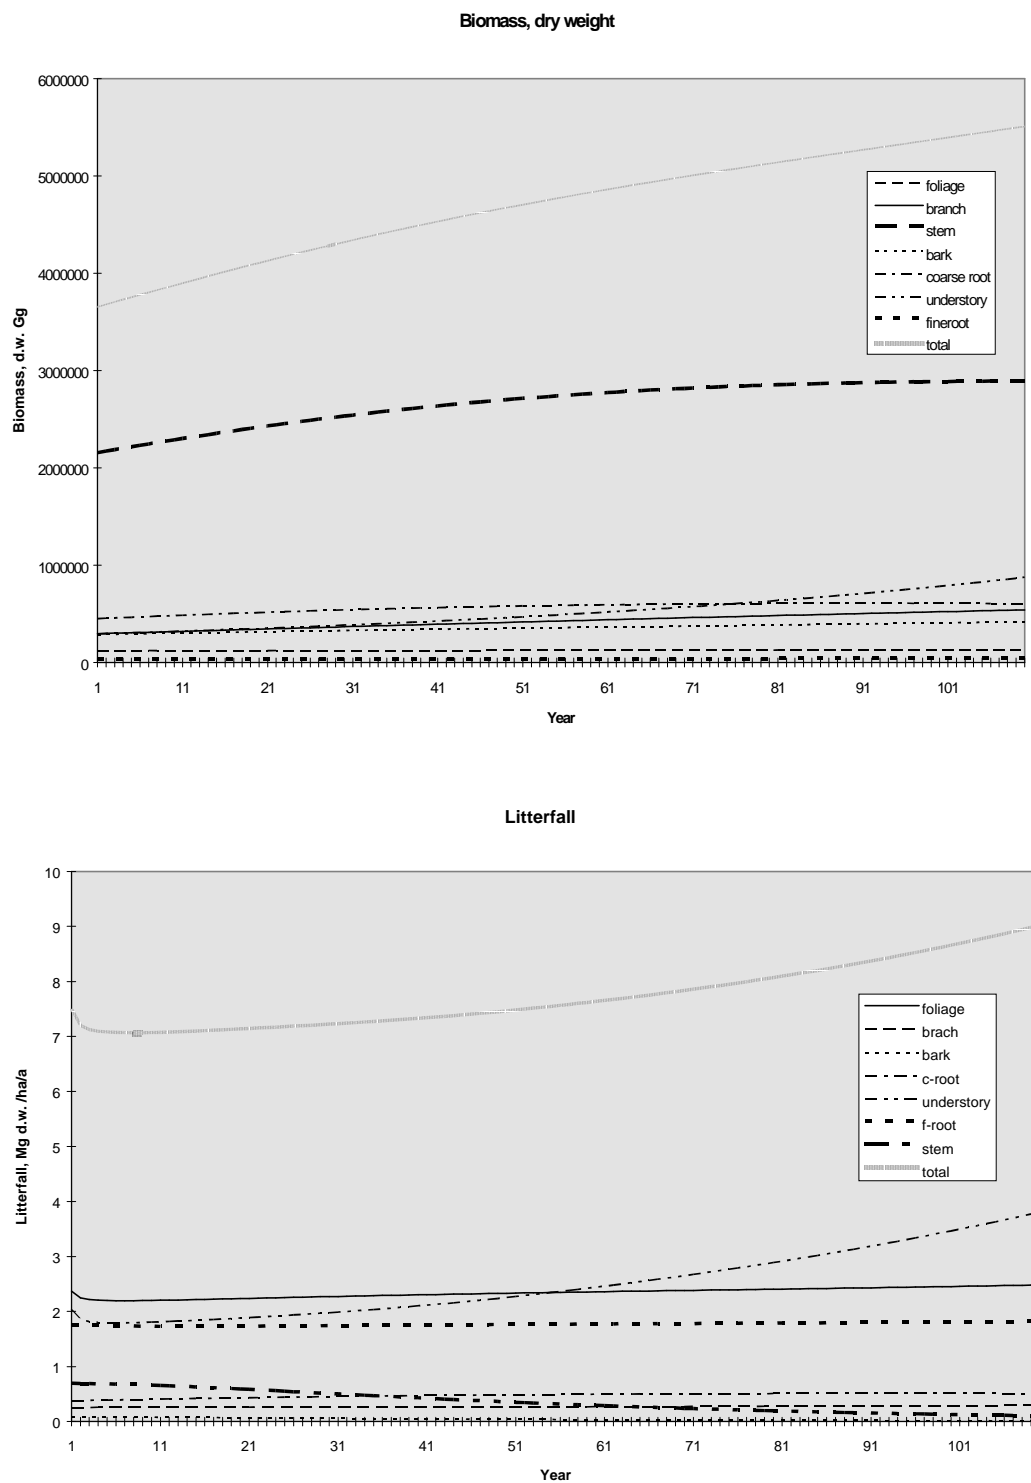 Biomass, dry weight
6000000
5000000
4000000
3000000
2000000
1000000
0
Biomass, d.w. Gg
foliage
branch
stem
bark
coarse root
understory
fineroot
total
1 11 21 31 41 51 61 71 81 91 101
Year
Litterfall
10
9
8
7
6
5
4
3
2
1
0
Litterfall, Mg d.w. /ha/a
foliage
brach
bark
c-root
understory
f-root
stem
total
1 11 21 31 41 51 61 71 81 91 101
Year